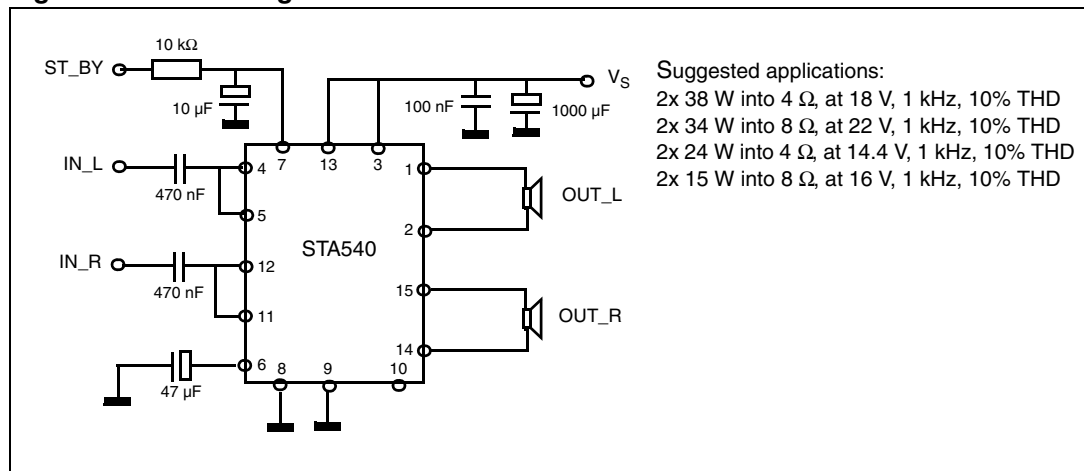 10 kΩ
ST_BY
10 µF
100 nF
1000 µF
V_S
Suggested applications:
2x 38 W into 4 Ω, at 18 V, 1 kHz, 10% THD
2x 34 W into 8 Ω, at 22 V, 1 kHz, 10% THD
2x 24 W into 4 Ω, at 14.4 V, 1 kHz, 10% THD
2x 15 W into 8 Ω, at 16 V, 1 kHz, 10% THD
IN_L
470 nF
4
7
13
3
1
5
2
OUT_L
STA540
IN_R
470 nF
12
11
15
14
OUT_R
6
47 µF
8
9
10